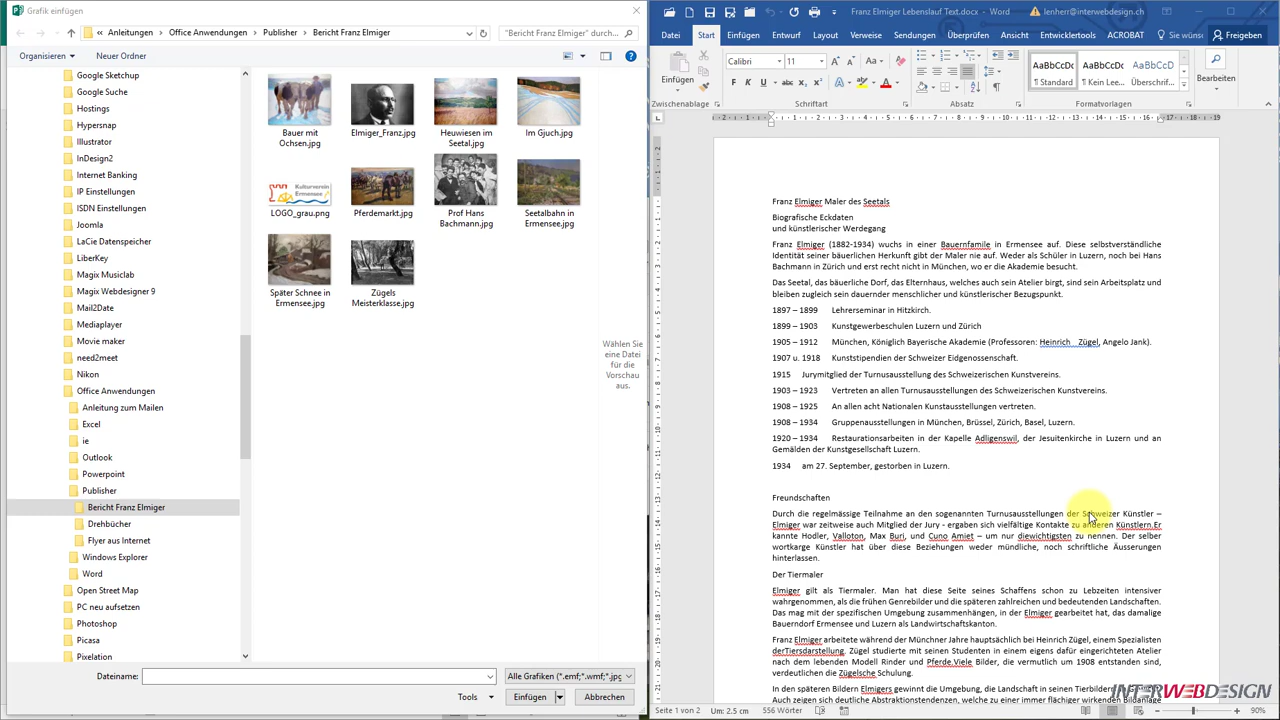 Grafik einfügen
« Anleitungen › Office Anwendungen › Publisher › Bericht Franz Elmiger
"Bericht Franz Elmiger" durch...
Organisieren Neuer Ordner
Google Sketchup
Google Suche
Hostings
Hypersnap
Illustrator
InDesign2
Internet Banking
IP Einstellungen
ISDN Einstellungen
Joomla
LaCie Datenspeicher
LiberKey
Magix Musiclab
Magix Webdesigner 9
Mail2Date
Mediaplayer
Movie maker
need2meet
Nikon
Office Anwendungen
Anleitung zum Mailen
Excel
ie
Outlook
Powerpoint
Publisher
Bericht Franz Elmiger
Drehbücher
Flyer aus Internet
Windows Explorer
Word
Open Street Map
PC neu aufsetzen
Photoshop
Picasa
Pixelation
Bauer mit Ochsen.jpg
Elmiger_Franz.jpg
Heuwiesen im Seetal.jpg
Im Gjuch.jpg
Kulturverein Ermensee
LOGO_grau.png
Pferdemarkt.jpg
Prof Hans Bachmann.jpg
Seetalbahn in Ermensee.jpg
Später Schnee in Ermensee.jpg
Zügels Meisterklasse.jpg
Wählen Sie
eine Datei
für die
Vorschau
aus.
Dateiname:
Alle Grafiken (*.emf;*.wmf;*.jpg
Tools Einfügen Abbrechen
Franz Elmiger Lebenslauf Text.docx - Word lenherr@interwebdesign.ch
Datei Start Einfügen Entwurf Layout Verweise Sendungen Überprüfen Ansicht Entwicklertools ACROBAT Sie wünsc Freigeben
Einfügen
Calibri 11
F K U
AaBbCcDc AaBbCcDc AaBbCcD
¶ Standard ¶ Kein Lee... Überschrif...
Bearbeiten
Zwischenablage Schriftart Absatz Formatvorlagen
Franz Elmiger Maler des Seetals
Biografische Eckdaten
und künstlerischer Werdegang
Franz Elmiger (1882-1934) wuchs in einer Bauernfamile in Ermensee auf. Diese selbstverständliche
Identität seiner bäuerlichen Herkunft gibt der Maler nie auf. Weder als Schüler in Luzern, noch bei Hans
Bachmann in Zürich und erst recht nicht in München, wo er die Akademie besucht.
Das Seetal, das bäuerliche Dorf, das Elternhaus, welches auch sein Atelier birgt, sind sein Arbeitsplatz und
bleiben zugleich sein dauernder menschlicher und künstlerischer Bezugspunkt.
1897 – 1899 Lehrerseminar in Hitzkirch.
1899 – 1903 Kunstgewerbeschulen Luzern und Zürich
1905 – 1912 München, Königlich Bayerische Akademie (Professoren: Heinrich Zügel, Angelo Jank).
1907 u. 1918 Kunststipendien der Schweizer Eidgenossenschaft.
1915 Jurymitglied der Turnusausstellung des Schweizerischen Kunstvereins.
1903 – 1923 Vertreten an allen Turnusausstellungen des Schweizerischen Kunstvereins.
1908 – 1925 An allen acht Nationalen Kunstausstellungen vertreten.
1908 – 1934 Gruppenausstellungen in München, Brüssel, Zürich, Basel, Luzern.
1920 – 1934 Restaurationsarbeiten in der Kapelle Adligenswil, der Jesuitenkirche in Luzern und an
Gemälden der Kunstgesellschaft Luzern.
1934 am 27. September, gestorben in Luzern.
Freundschaften
Durch die regelmässige Teilnahme an den sogenannten Turnusausstellungen der Schweizer Künstler –
Elmiger war zeitweise auch Mitglied der Jury - ergaben sich vielfältige Kontakte zu anderen Künstlern.Er
kannte Hodler, Valloton, Max Buri, und Cuno Amiet – um nur diewichtigsten zu nennen. Der selber
wortkarge Künstler hat über diese Beziehungen weder mündliche, noch schriftliche Äusserungen
hinterlassen.
Der Tiermaler
Elmiger gilt als Tiermaler. Man hat diese Seite seines Schaffens schon zu Lebzeiten intensiver
wahrgenommen, als die frühen Genrebilder und die späteren zahlreichen und bedeutenden Landschaften.
Das mag mit der spezifischen Umgebung zusammenhängen, in der Elmiger gearbeitet hat, das damalige
Bauerndorf Ermensee und Luzern als Landwirtschaftskanton.
Franz Elmiger arbeitete während der Münchner Jahre hauptsächlich bei Heinrich Zügel, einem Spezialisten
derTiersdarstellung. Zügel studierte mit seinen Studenten in einem eigens dafür eingerichteten Atelier
nach dem lebenden Modell Rinder und Pferde.Viele Bilder, die vermutlich um 1908 entstanden sind,
verdeutlichen die Zügelsche Schulung.
In den späteren Bildern Elmigers gewinnt die Umgebung, die Landschaft in seinen Tierbildern
Auch zeigen sich deutliche Abstraktionstendenzen, welche zu einer immer flächiger wirkenden
INTERWEBDESIGN
Seite 1 von 2 Um: 2.5 cm 556 Wörter 90%